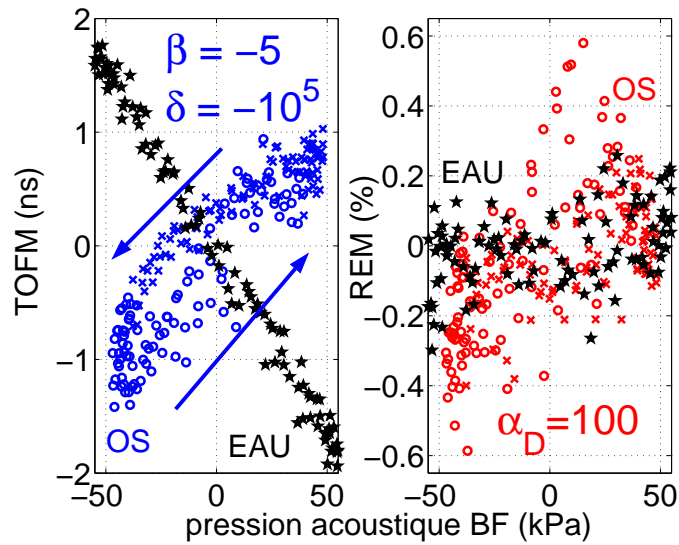 2
1
0
−1
−2
TOFM (ns)
β = −5
δ = −10⁵
OS
EAU
−50
0
50
0.6
0.4
0.2
0
−0.2
−0.4
−0.6
REM (%)
OS
EAU
α_D=100
−50
0
50
pression acoustique BF (kPa)